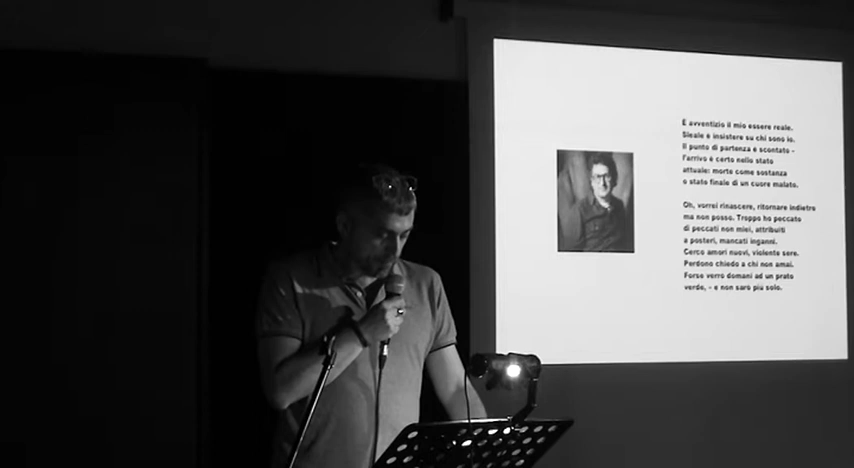 È avventizio il mio essere reale.
Sleale è insistere su chi sono io.
Il punto di partenza è scontato -
l'arrivo è certo nello stato
attuale: morte come sostanza
o stato finale di un cuore malato.
Oh, vorrei rinascere, ritornare indietro
ma non posso. Troppo ho peccato
di peccati non miei, attribuiti
a posteri, mancati inganni.
Cerco amori nuovi, violente sere.
Perdono chiedo a chi non amai.
Forse verrò domani ad un prato
verde, - e non sarò più solo.